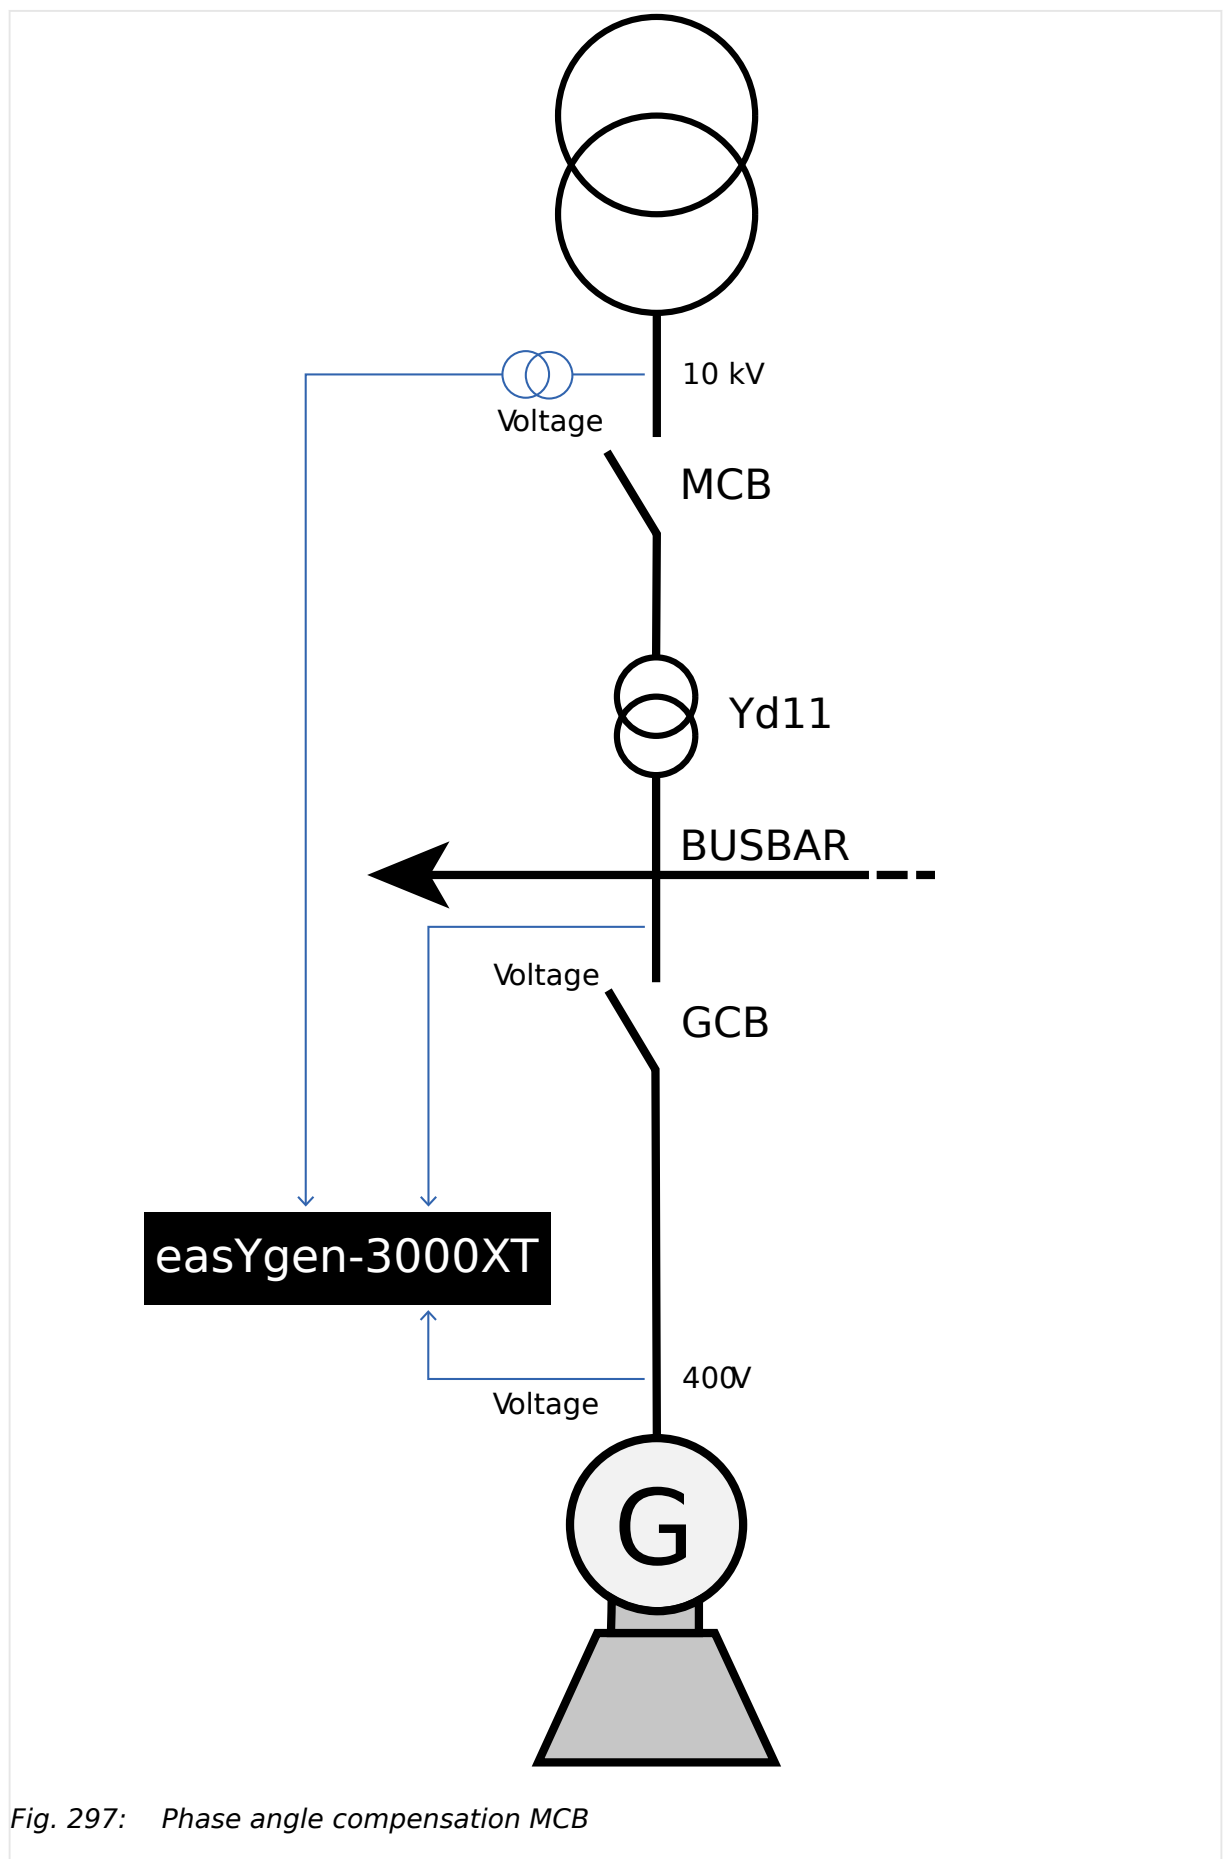 10 kV
Voltage
MCB
Yd11
BUSBAR
Voltage
GCB
easYgen-3000XT
400V
Voltage
G
Fig. 297: Phase angle compensation MCB